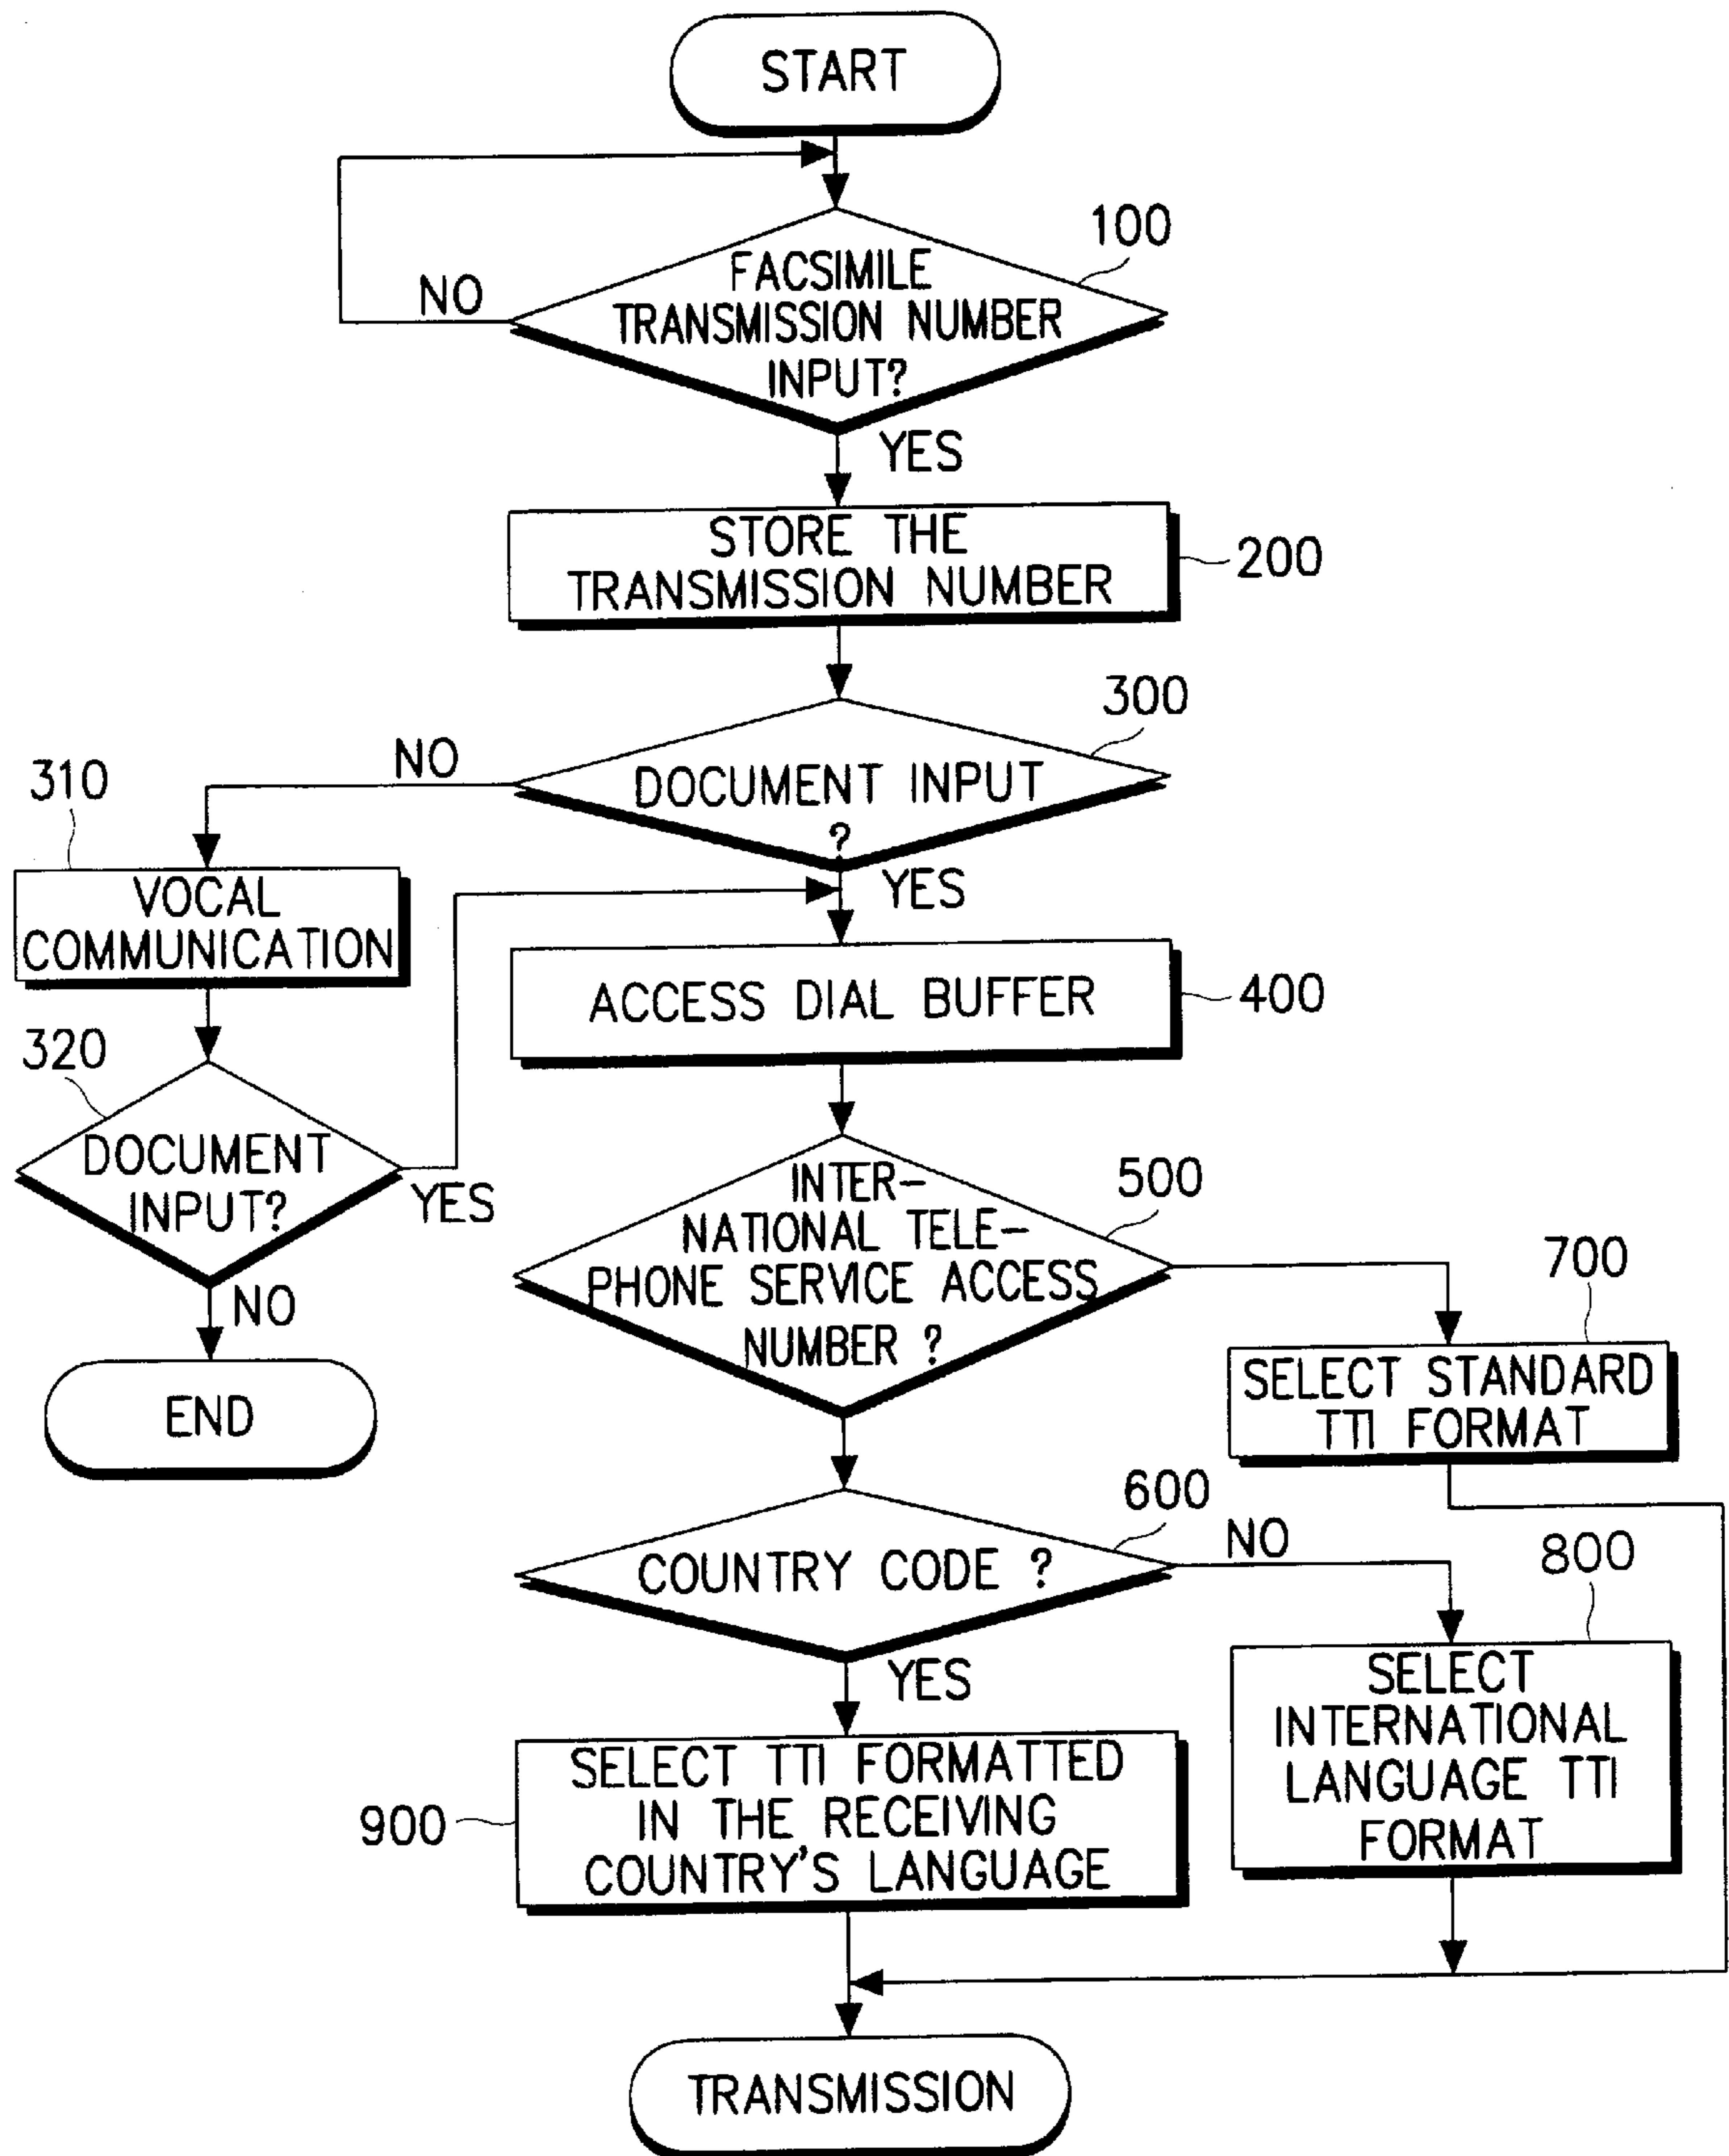 START
100
FACSIMILE
TRANSMISSION NUMBER
INPUT?
NO
YES
STORE THE
TRANSMISSION NUMBER
200
300
DOCUMENT INPUT
?
NO
YES
310
VOCAL
COMMUNICATION
ACCESS DIAL BUFFER
400
320
DOCUMENT
INPUT?
YES
NO
END
500
INTER-
NATIONAL TELE-
PHONE SERVICE ACCESS
NUMBER ?
700
SELECT STANDARD
TTI FORMAT
600
COUNTRY CODE ?
NO
YES
800
SELECT
INTERNATIONAL
LANGUAGE TTI
FORMAT
900
SELECT TTI FORMATTED
IN THE RECEIVING
COUNTRY'S LANGUAGE
TRANSMISSION